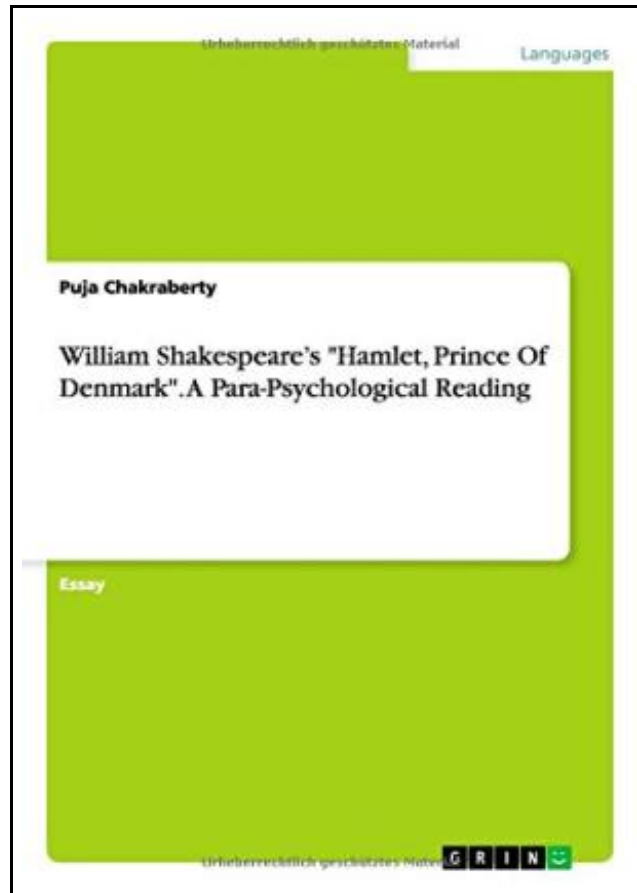 Urheberrechtlich geschütztes Material
Languages
Puja Chakraberty
William Shakespeare's "Hamlet, Prince Of
Denmark". A Para-Psychological Reading
Essay
Urheberrechtlich geschütztes Mater
GRIN